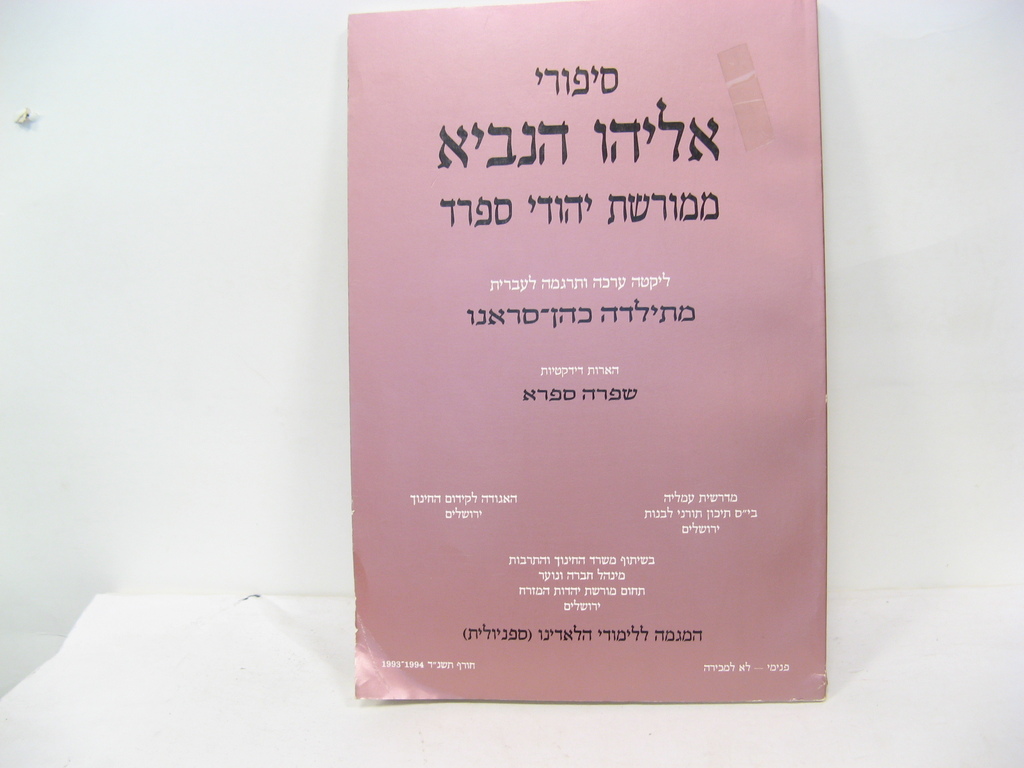 סיפורי
אליהו הנביא
ממורשת יהודי ספרד
ליקטה ערכה ותרגמה לעברית
מתילדה כהן־סראנו
הארות דידקטיות
שפרה ספרא
מדרשית עמליה
בי״ס תיכון תורני לבנות
ירושלים
האגודה לקידום החינוך
ירושלים
בשיתוף משרד החינוך והתרבות
מינהל חברה ונוער
תחום מורשת יהדות המזרח
ירושלים
המגמה ללימודי הלאדינו (ספניולית)
פנימי — לא למכירה
חורף תשנ״ד 1993־1994